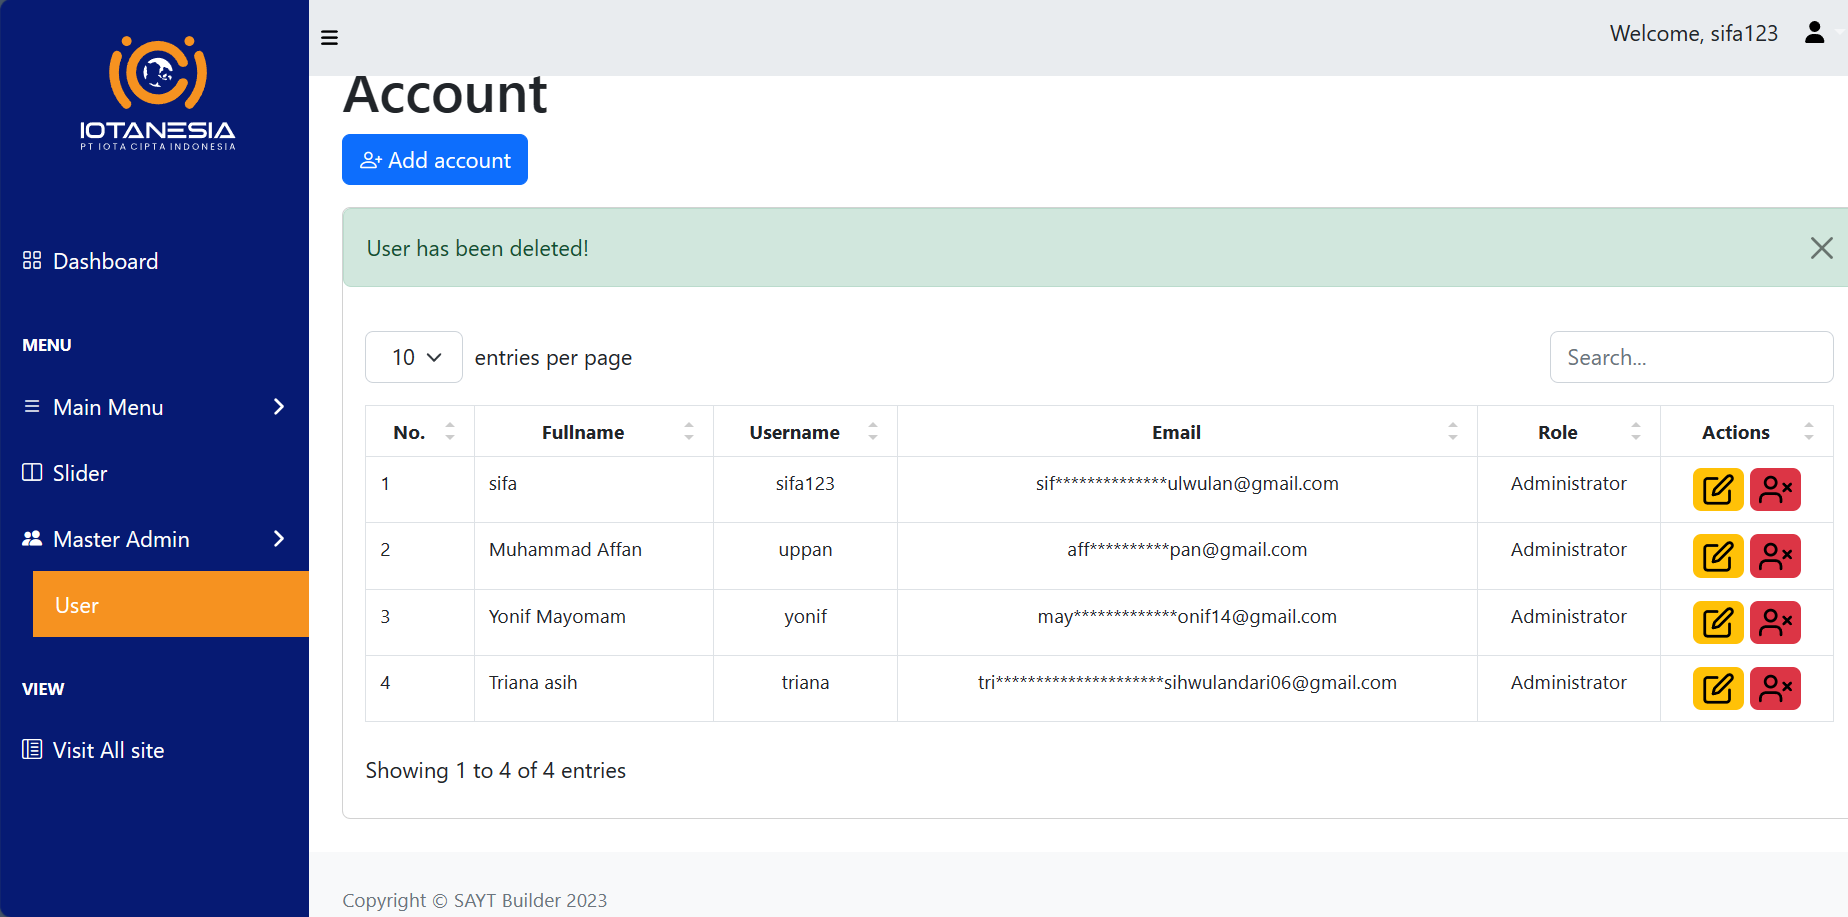 IOTANESIA
PT IOTA CIPTA INDONESIA
Dashboard
MENU
Main Menu
Slider
Master Admin
User
VIEW
Visit All site
Welcome, sifa123
Account
Add account
User has been deleted!
10 entries per page
Search...
No. Fullname Username Email Role Actions
1 sifa sifa123 sif**************ulwulan@gmail.com Administrator
2 Muhammad Affan uppan aff**********pan@gmail.com Administrator
3 Yonif Mayomam yonif may*************onif14@gmail.com Administrator
4 Triana asih triana tri*********************sihwulandari06@gmail.com Administrator
Showing 1 to 4 of 4 entries
Copyright © SAYT Builder 2023